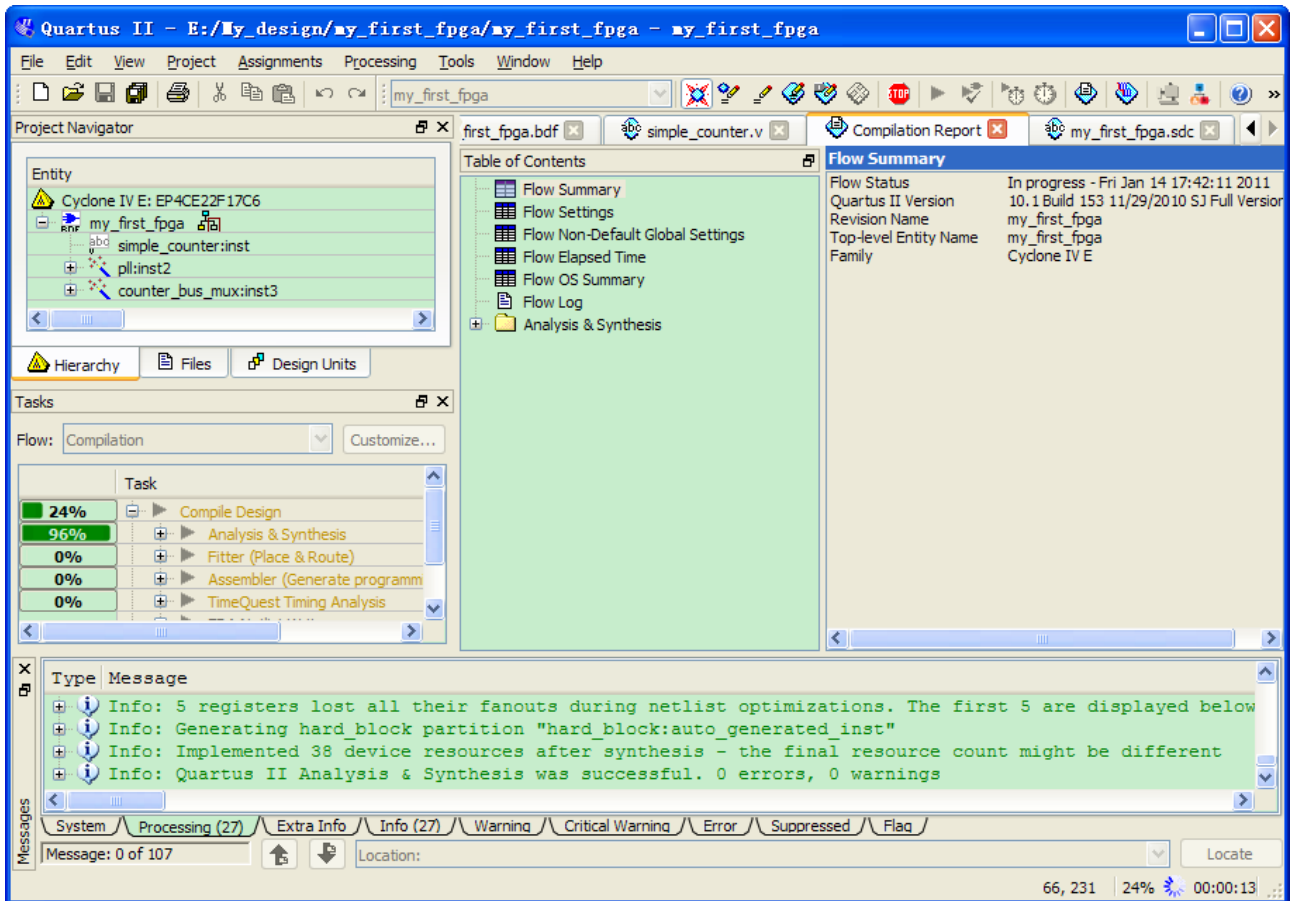 Quartus II - E:/My_design/my_first_fpga/my_first_fpga - my_first_fpga
File Edit View Project Assignments Processing Tools Window Help
my_first_fpga
STOP
Project Navigator
Entity
Cyclone IV E: EP4CE22F17C6
BDF my_first_fpga
abc simple_counter:inst
pll:inst2
counter_bus_mux:inst3
Hierarchy Files Design Units
Tasks
Flow: Compilation Customize...
Task
24% Compile Design
96% Analysis & Synthesis
0% Fitter (Place & Route)
0% Assembler (Generate programm
0% TimeQuest Timing Analysis
first_fpga.bdf abc simple_counter.v Compilation Report abc my_first_fpga.sdc
Table of Contents
Flow Summary
Flow Settings
Flow Non-Default Global Settings
Flow Elapsed Time
Flow OS Summary
Flow Log
Analysis & Synthesis
Flow Summary
Flow Status In progress - Fri Jan 14 17:42:11 2011
Quartus II Version 10.1 Build 153 11/29/2010 SJ Full Version
Revision Name my_first_fpga
Top-level Entity Name my_first_fpga
Family Cyclone IV E
Messages
Type Message
Info: 5 registers lost all their fanouts during netlist optimizations. The first 5 are displayed below
Info: Generating hard_block partition "hard_block:auto_generated_inst"
Info: Implemented 38 device resources after synthesis - the final resource count might be different
Info: Quartus II Analysis & Synthesis was successful. 0 errors, 0 warnings
System Processing (27) Extra Info Info (27) Warning Critical Warning Error Suppressed Flag
Message: 0 of 107 Location: Locate
66, 231 24% 00:00:13